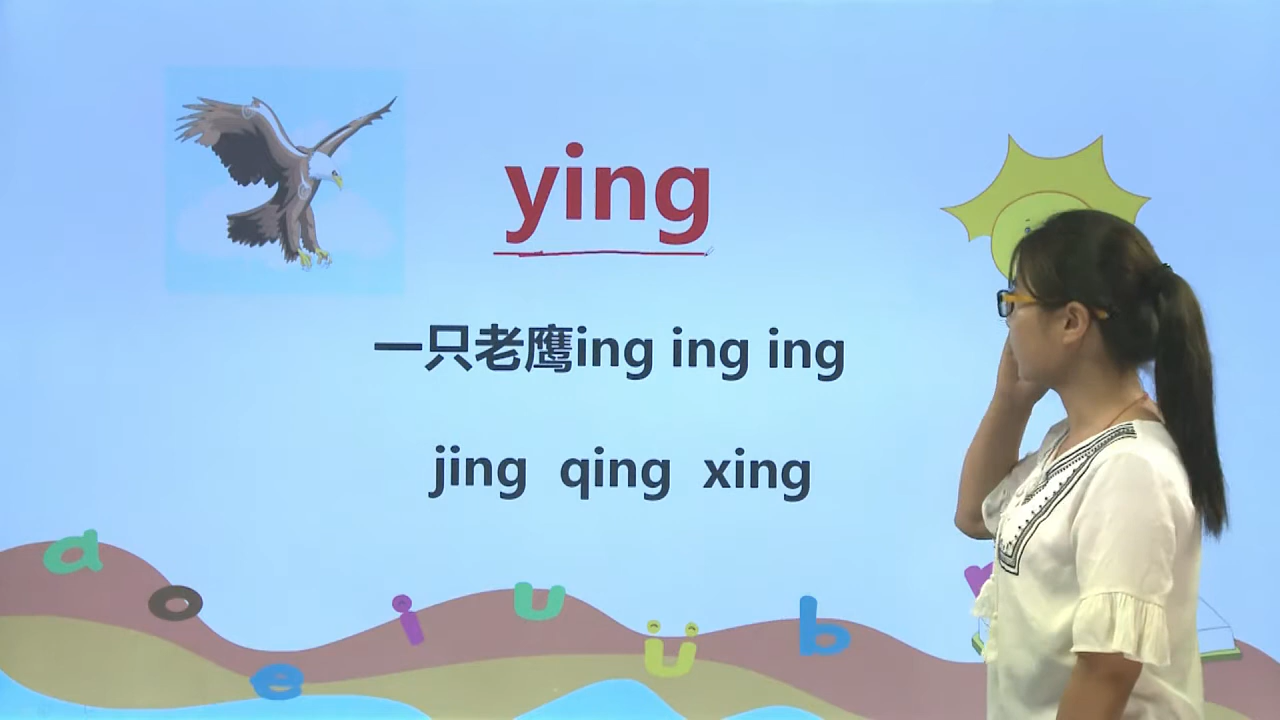 ying
一只老鹰ing ing ing
jing qing xing
a
o
e
i
u
ü
b